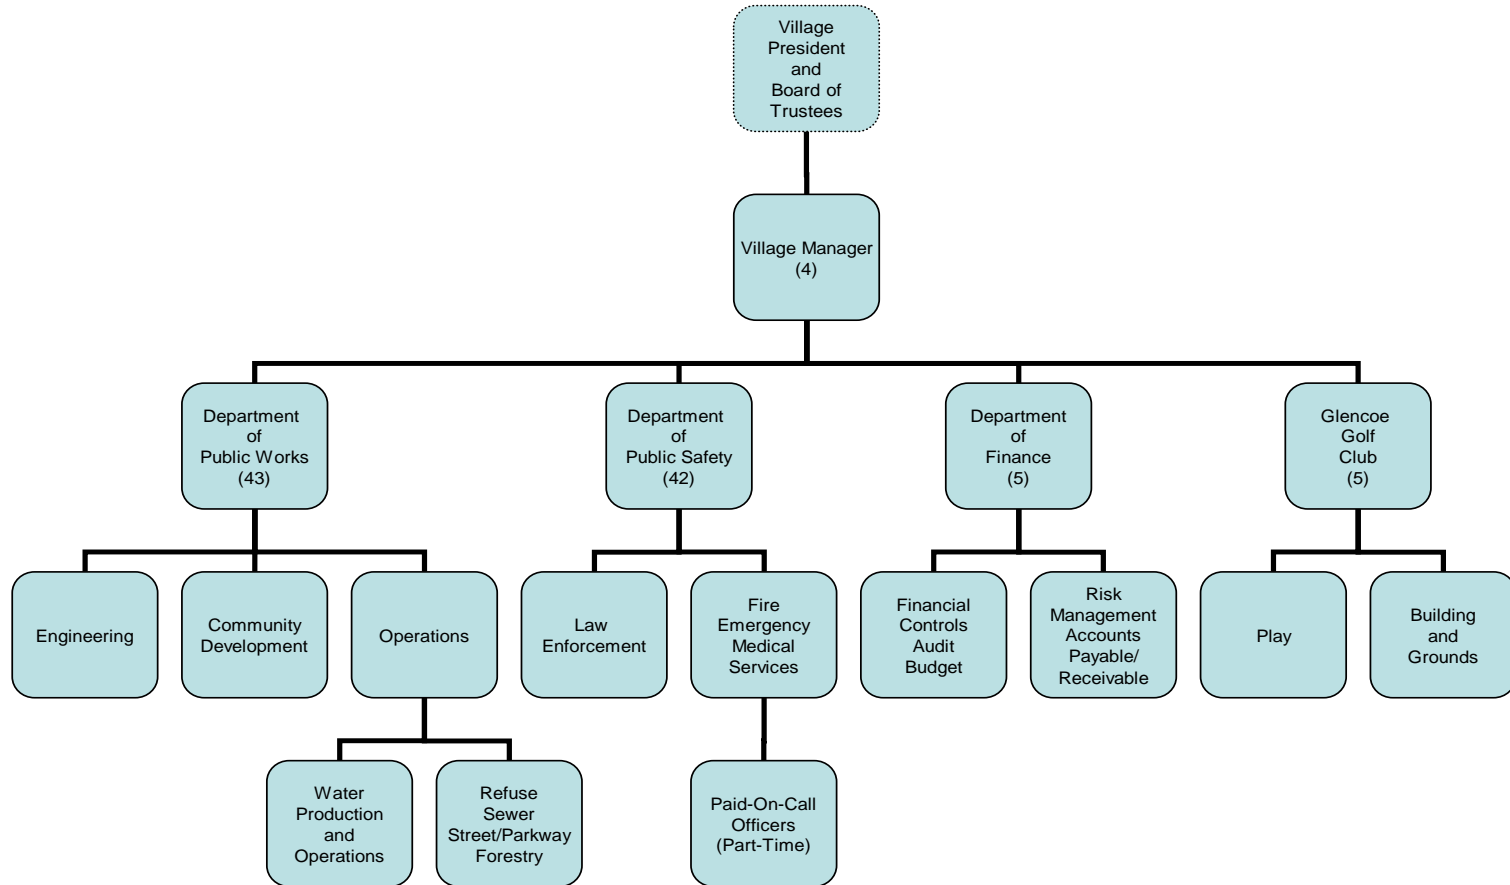 Village
President
and
Board of
Trustees
Village Manager
(4)
Department
of
Public Works
(43)
Department
of
Public Safety
(42)
Department
of
Finance
(5)
Glencoe
Golf
Club
(5)
Engineering
Community
Development
Operations
Law
Enforcement
Fire
Emergency
Medical
Services
Financial
Controls
Audit
Budget
Risk
Management
Accounts
Payable/
Receivable
Play
Building
and
Grounds
Water
Production
and
Operations
Refuse
Sewer
Street/Parkway
Forestry
Paid-On-Call
Officers
(Part-Time)